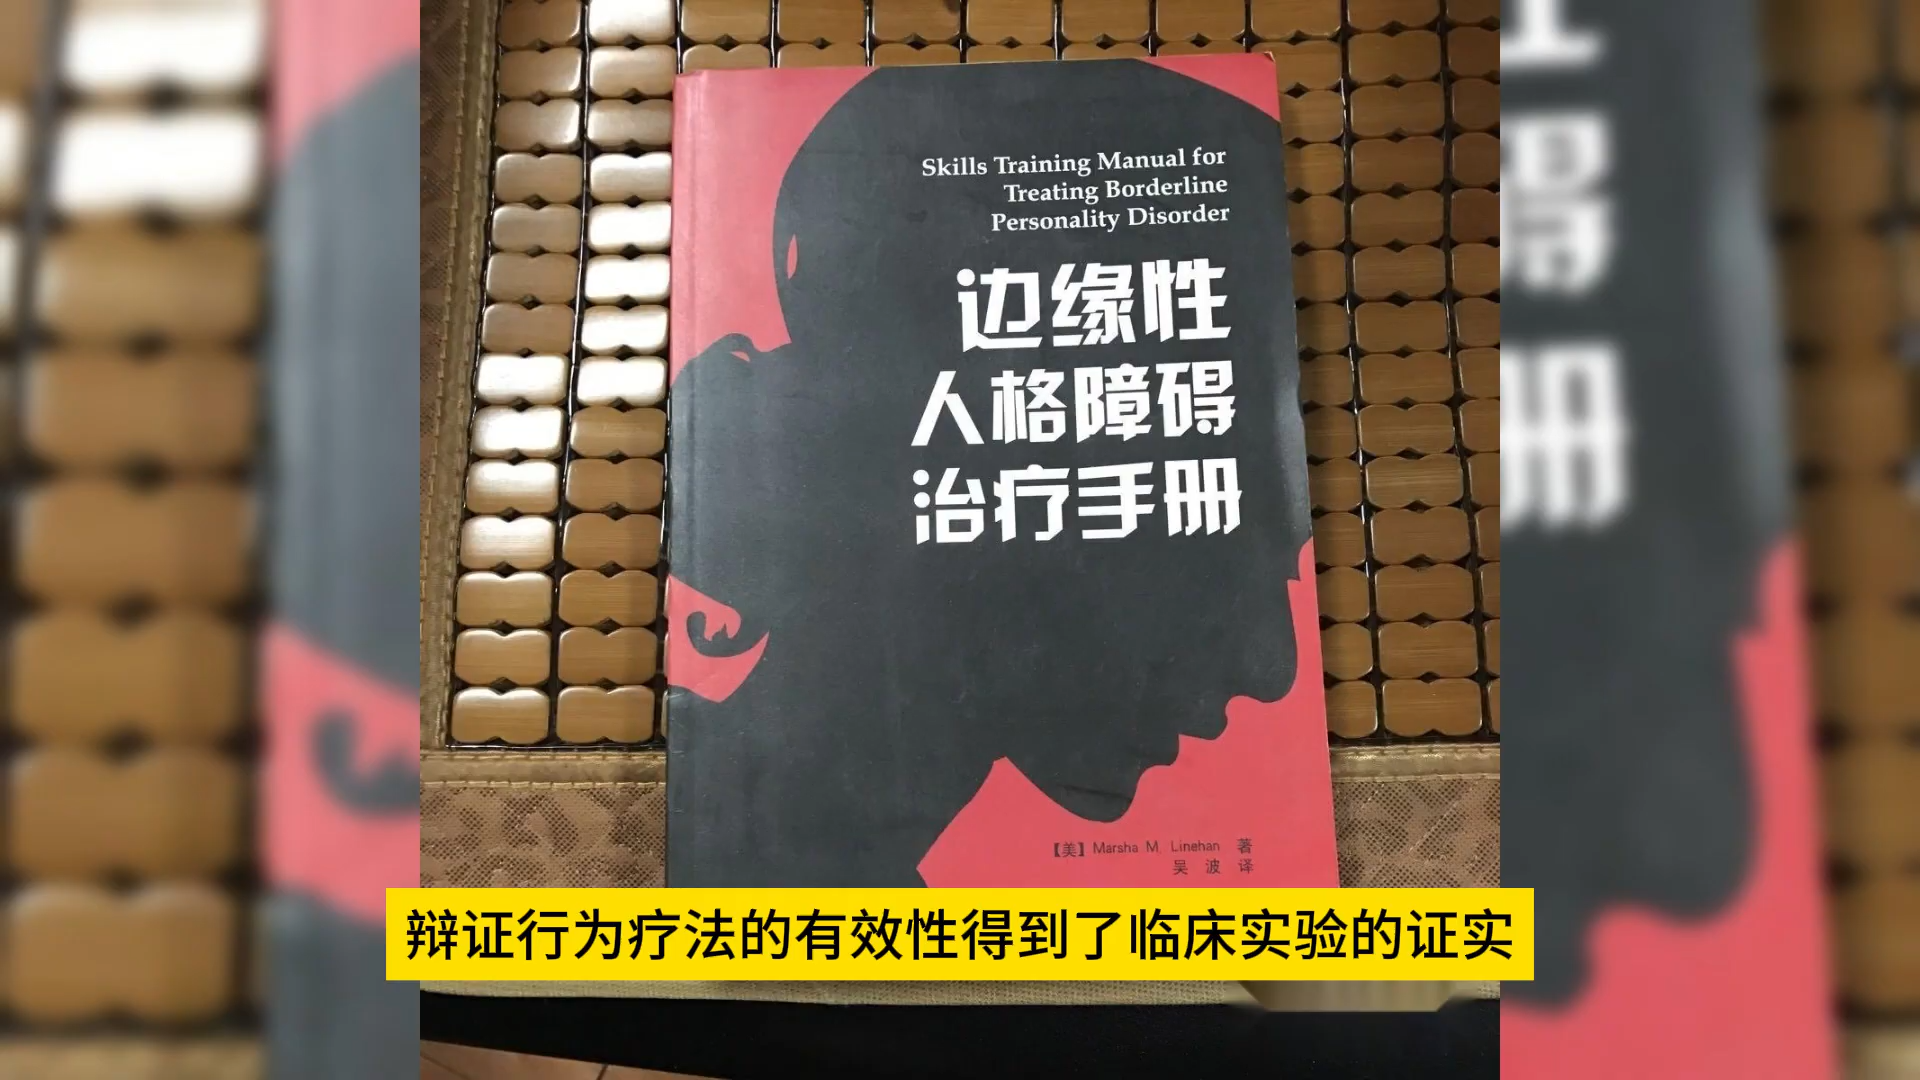 Skills Training Manual for
Treating Borderline
Personality Disorder
边缘性
人格障碍
治疗手册
【美】Marsha M. Linehan 著
吴 波 译
辩证行为疗法的有效性得到了临床实验的证实